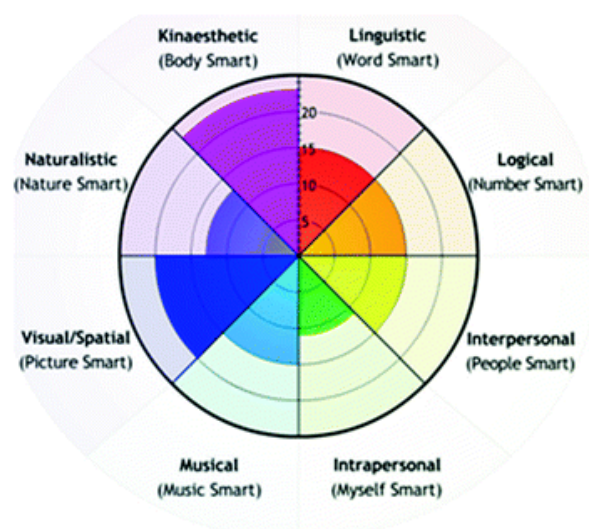 Kinaesthetic
(Body Smart)
Linguistic
(Word Smart)
Logical
(Number Smart)
Interpersonal
(People Smart)
Intrapersonal
(Myself Smart)
Musical
(Music Smart)
Visual/Spatial
(Picture Smart)
Naturalistic
(Nature Smart)
20
15
10
5